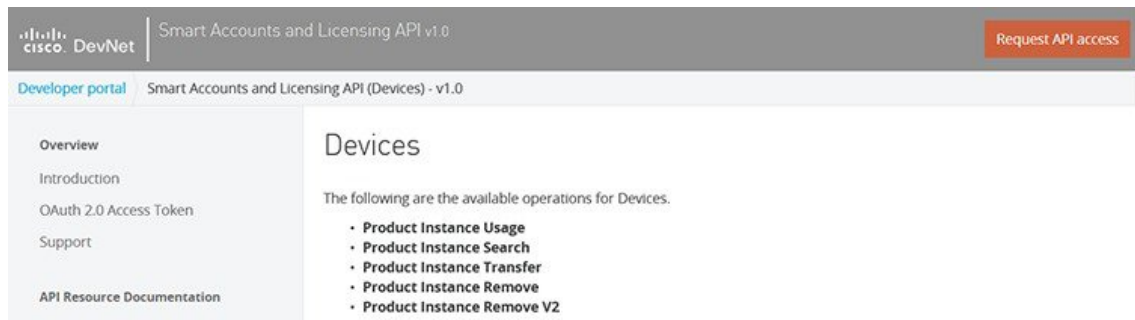 cisco DevNet
Smart Accounts and Licensing API v1.0
Request API access
Developer portal
Smart Accounts and Licensing API (Devices) - v1.0
Overview
Introduction
OAuth 2.0 Access Token
Support
API Resource Documentation
Devices
The following are the available operations for Devices.
• Product Instance Usage
• Product Instance Search
• Product Instance Transfer
• Product Instance Remove
• Product Instance Remove V2